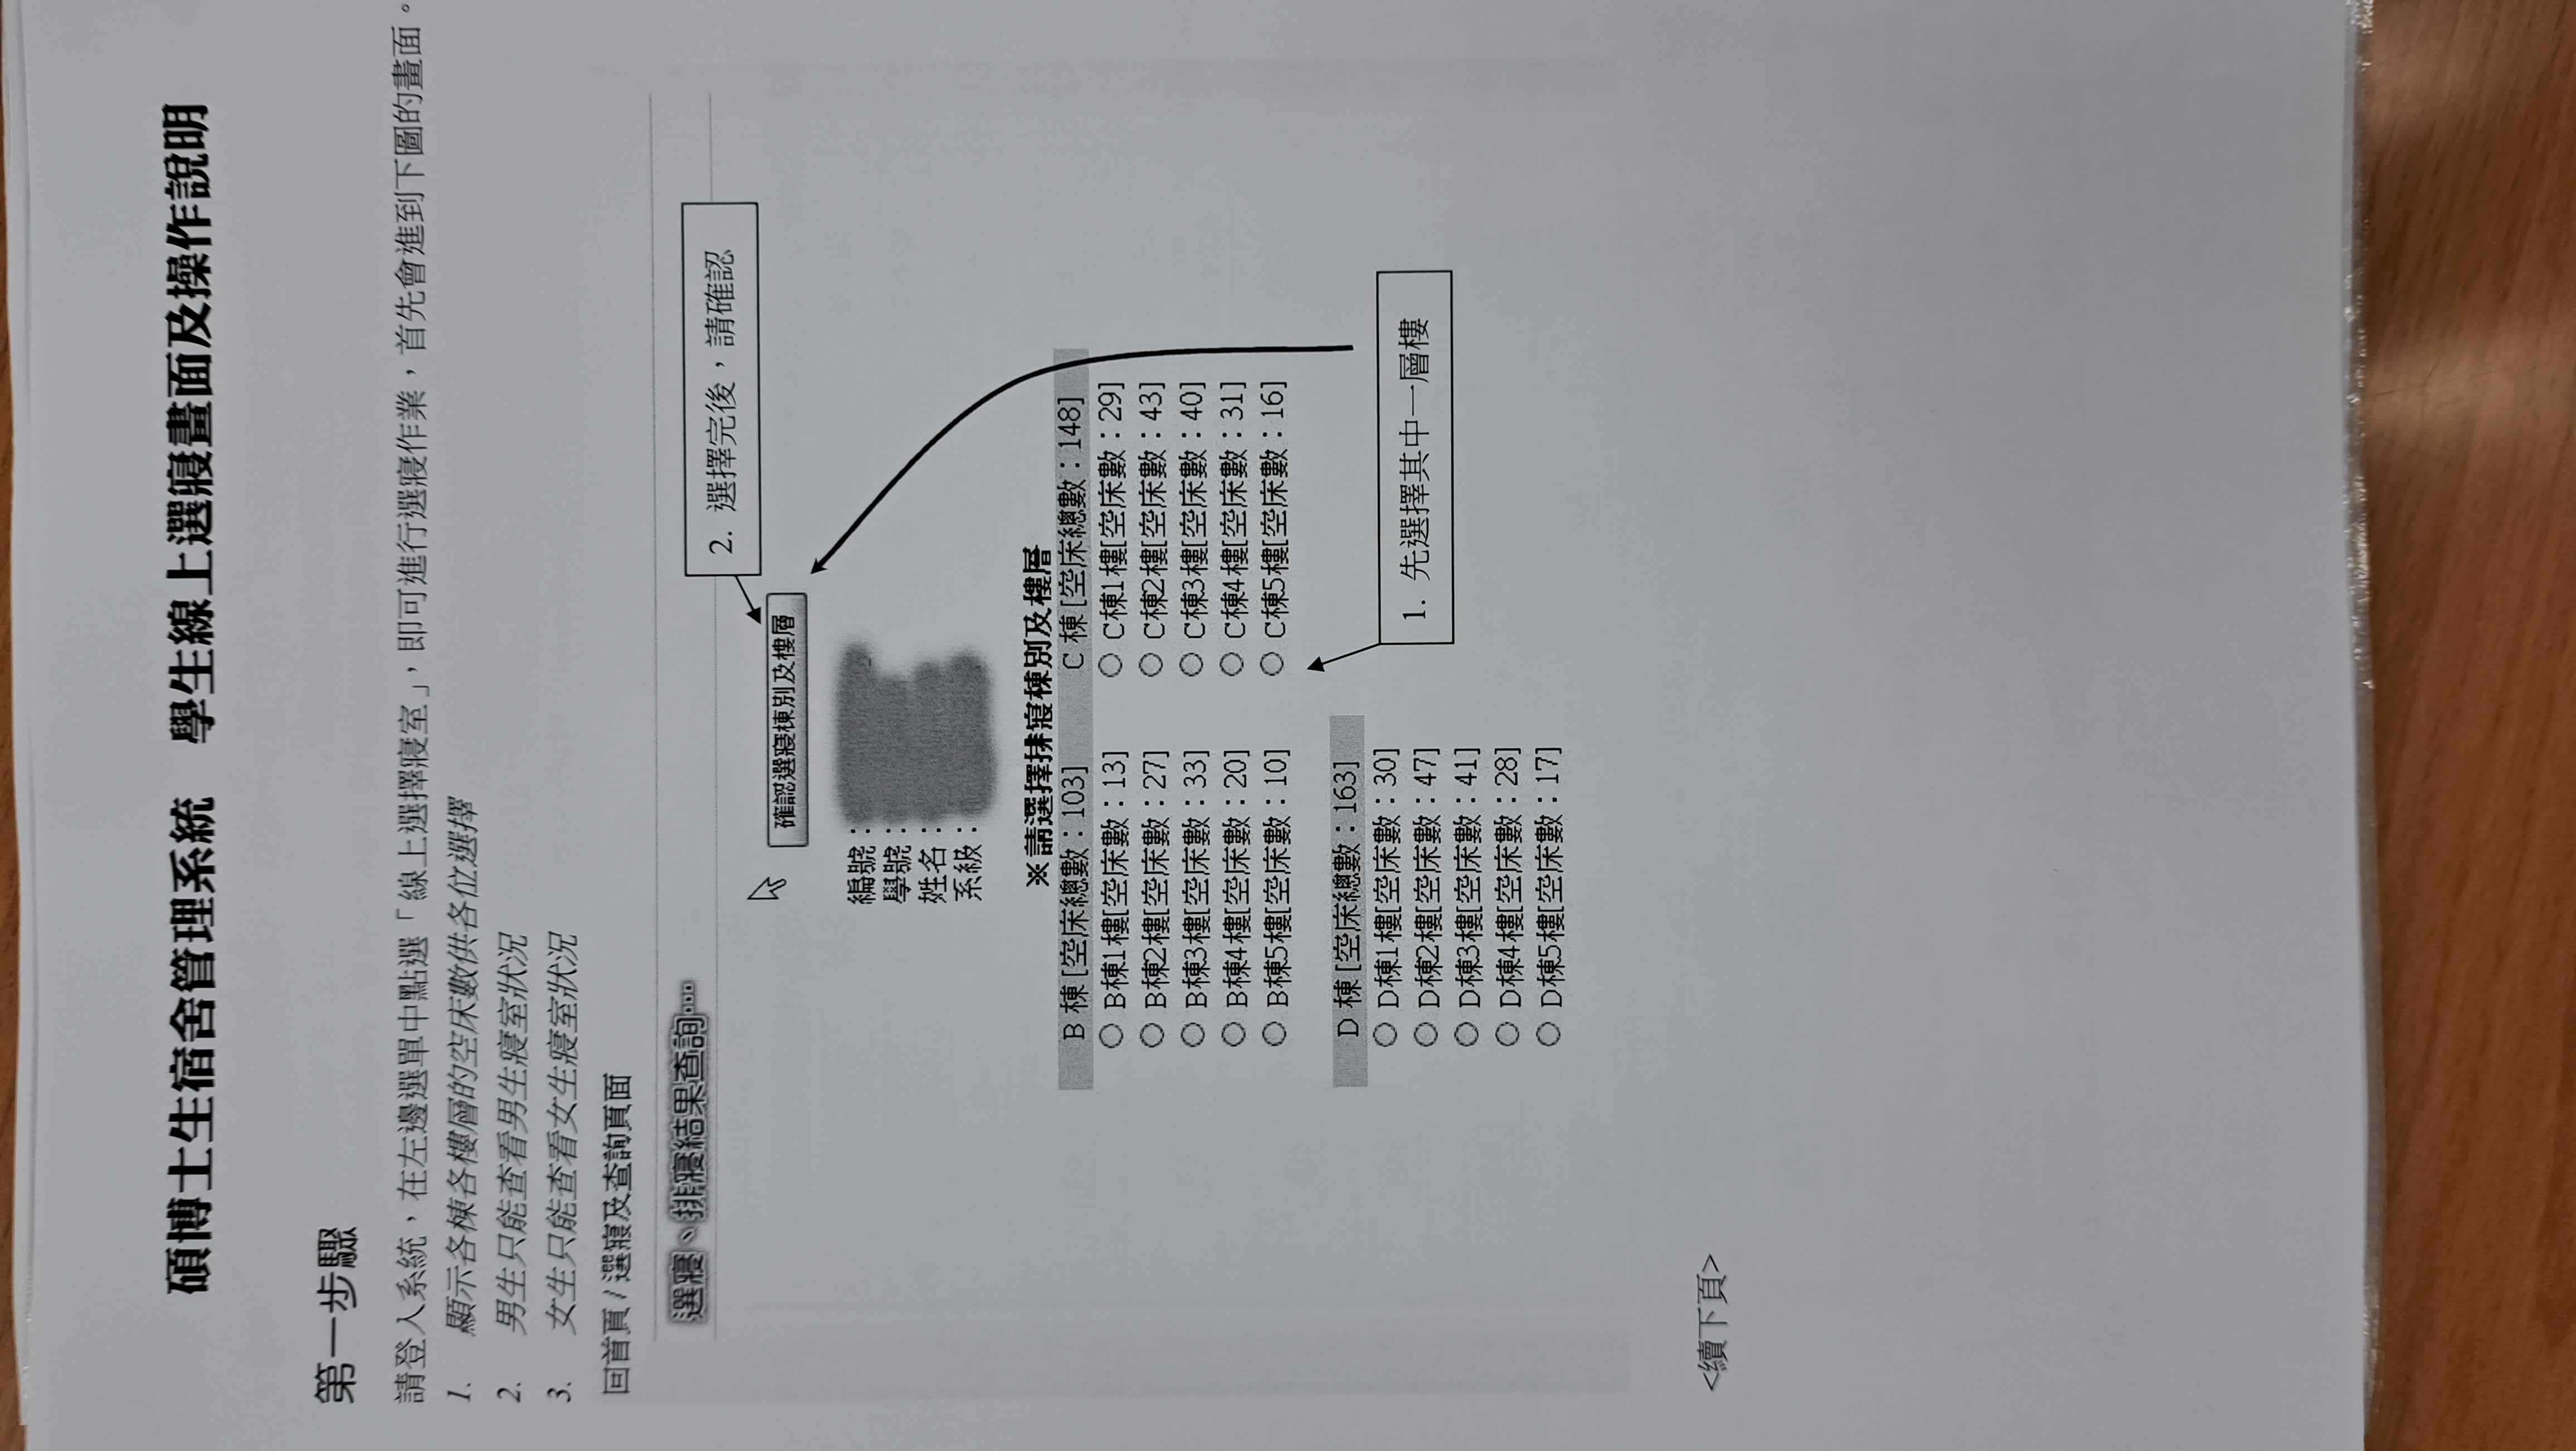 碩博士生宿舍管理系統　學生線上選寢畫面及操作說明
第一步驟
請登入系統，在左邊選單中點選「線上選擇寢室」，即可進行選寢作業，首先會進到下圖的畫面。
1. 顯示各棟各樓層的空床數供各位選擇
2. 男生只能查看男生寢室狀況
3. 女生只能查看女生寢室狀況
回首頁 / 選寢及查詢頁面
選寢、排寢結果查詢…
2. 選擇完後，請確認
確認選寢棟別及樓層
編號：
學號：
姓名：
系級：
※請選擇排寢棟別及樓層
B 棟 [空床總數：103]　C 棟 [空床總數：148]
B棟1樓[空床數：13]　C棟1樓[空床數：29]
B棟2樓[空床數：27]　C棟2樓[空床數：43]
B棟3樓[空床數：33]　C棟3樓[空床數：40]
B棟4樓[空床數：20]　C棟4樓[空床數：31]
B棟5樓[空床數：10]　C棟5樓[空床數：16]
D 棟 [空床總數：163]
D棟1樓[空床數：30]
1. 先選擇其中一層樓
D棟2樓[空床數：47]
D棟3樓[空床數：41]
D棟4樓[空床數：28]
D棟5樓[空床數：17]
<續下頁>